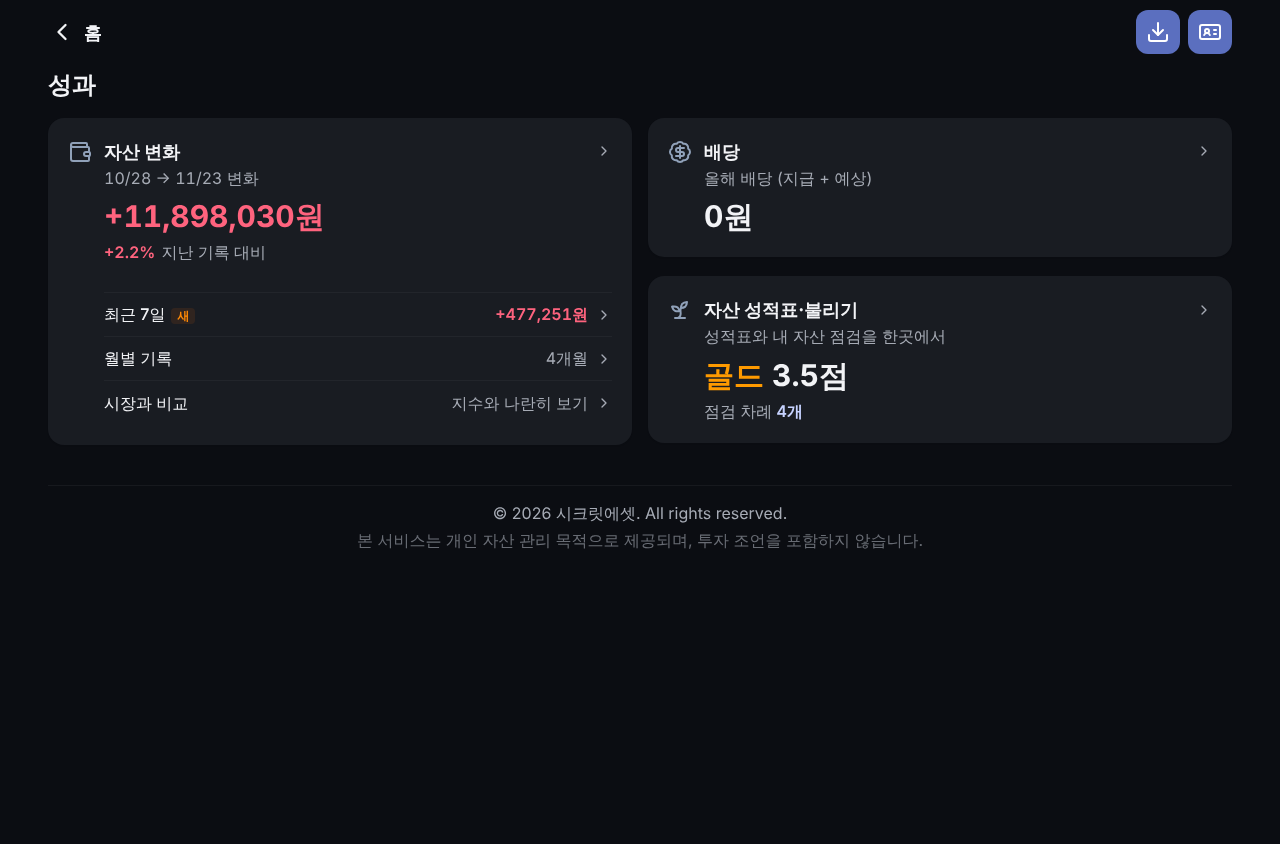 홈
성과
자산 변화
10/28 → 11/23 변화
+11,898,030원
+2.2% 지난 기록 대비
최근 7일 새 +477,251원
월별 기록 4개월
시장과 비교 지수와 나란히 보기
배당
올해 배당 (지급 + 예상)
0원
자산 성적표·불리기
성적표와 내 자산 점검을 한곳에서
골드 3.5점
점검 차례 4개
© 2026 시크릿에셋. All rights reserved.
본 서비스는 개인 자산 관리 목적으로 제공되며, 투자 조언을 포함하지 않습니다.